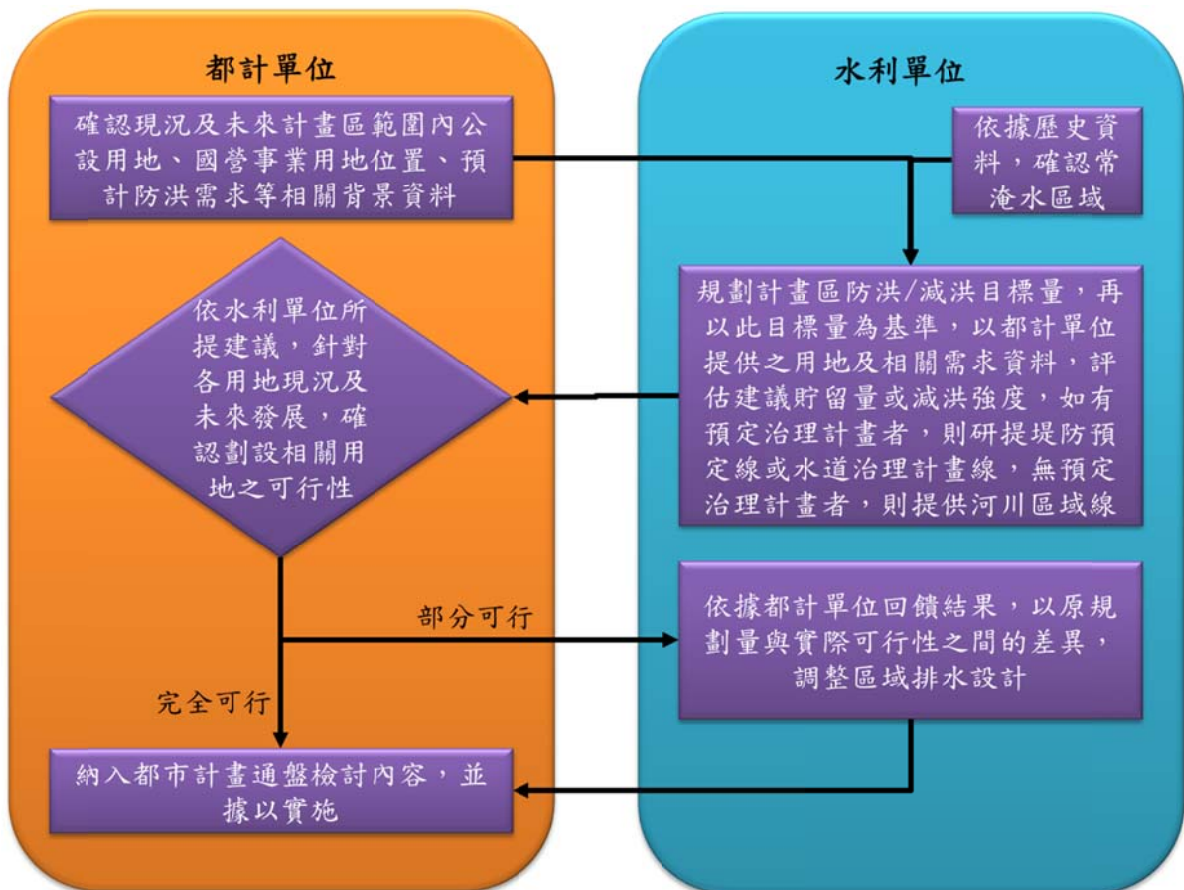 都計單位
確認現況及未來計畫區範圍內公
設用地、國營事業用地位置、預
計防洪需求等相關背景資料
依水利單位所
提建議，針對
各用地現況及
未來發展，確
認劃設相關用
地之可行性
部分可行
完全可行
納入都市計畫通盤檢討內容，並
據以實施
水利單位
依據歷史資
料，確認常
淹水區域
規劃計畫區防洪/減洪目標量，再
以此目標量為基準，以都計單位
提供之用地及相關需求資料，評
估建議貯留量或減洪強度，如有
預定治理計畫者，則研提堤防預
定線或水道治理計畫線，無預定
治理計畫者，則提供河川區域線
依據都計單位回饋結果，以原規
劃量與實際可行性之間的差異，
調整區域排水設計